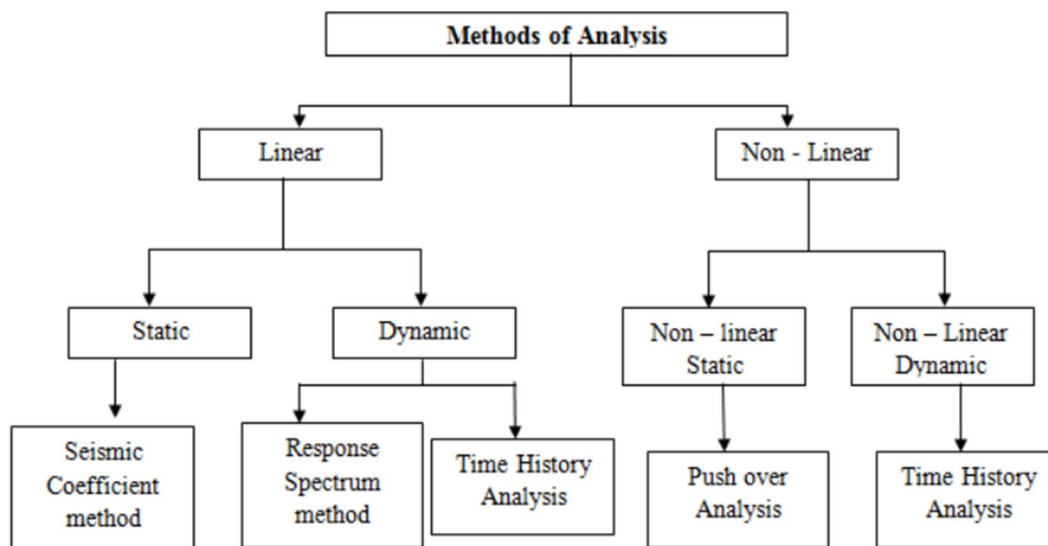 Methods of Analysis
Linear
Non - Linear
Static
Dynamic
Non – linear
Static
Non – Linear
Dynamic
Seismic
Coefficient
method
Response
Spectrum
method
Time History
Analysis
Push over
Analysis
Time History
Analysis